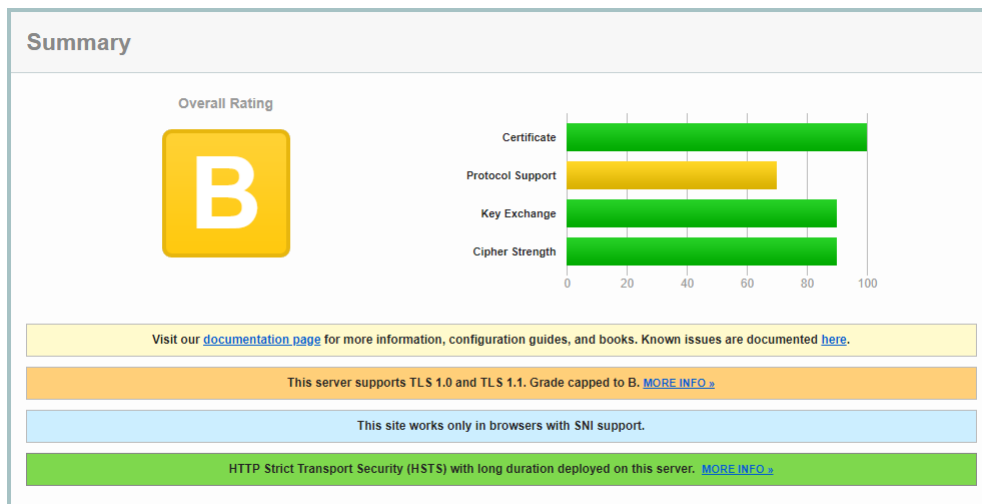 Summary
Overall Rating
B
Certificate
Protocol Support
Key Exchange
Cipher Strength
0 20 40 60 80 100
Visit our documentation page for more information, configuration guides, and books. Known issues are documented here.
This server supports TLS 1.0 and TLS 1.1. Grade capped to B. MORE INFO »
This site works only in browsers with SNI support.
HTTP Strict Transport Security (HSTS) with long duration deployed on this server. MORE INFO »